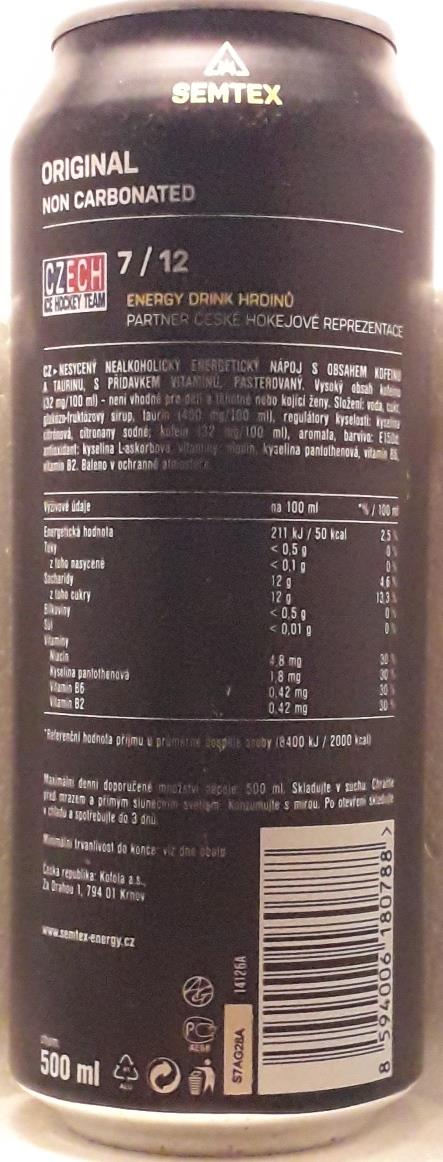 SEMTEX
ORIGINAL
NON CARBONATED
CZECH
ICE HOCKEY TEAM
7 / 12
ENERGY DRINK HRDINŮ
PARTNER ČESKÉ HOKEJOVÉ REPREZENTACE
CZ> NESYCENÝ NEALKOHOLICKÝ ENERGETICKÝ NÁPOJ S OBSAHEM KOFEINU
A TAURINU, S PŘÍDAVKEM VITAMÍNŮ, PASTEROVANÝ. Vysoký obsah kofeinu
(32 mg/100 ml) - není vhodné pro děti a těhotné nebo kojící ženy. Složení: voda, cukr,
glukózo-fruktózový sirup, taurin (400 mg/100 ml), regulátory kyselosti: kyselina
citrónová, citronany sodné; kofein (32 mg/100 ml), aromata, barvivo: E150d,
antioxidant: kyselina L-askorbová, vitamíny: niacin, kyselina pantothenová, vitamín B6,
vitamín B2. Baleno v ochranné atmosféře.
Výživové údaje na 100 ml *% / 100 ml
Energetická hodnota 211 kJ / 50 kcal 2,5 %
Tuky < 0,5 g 0 %
z toho nasycené < 0,1 g 0 %
Sacharidy 12 g 4,6 %
z toho cukry 12 g 13,3 %
Bílkoviny < 0,5 g 0 %
Sůl < 0,01 g 0 %
Vitamíny
Niacin 4,8 mg 30 %
Kyselina pantothenová 1,8 mg 30 %
Vitamín B6 0,42 mg 30 %
Vitamín B2 0,42 mg 30 %
*Referenční hodnota příjmu u průměrné dospělé osoby (8400 kJ / 2000 kcal)
Maximální denní doporučené množství nápoje: 500 ml. Skladujte v suchu. Chraňte
před mrazem a přímým slunečním světlem. Konzumujte s mírou. Po otevření skladujte
v chladu a spotřebujte do 3 dnů.
Minimální trvanlivost do konce: viz dno obalu
Česká republika: Kofola a.s.,
Za Drahou 1, 794 01 Krnov
www.semtex-energy.cz
objem:
500 ml
ALU
PC
AE68
S7AG28A
14126A
8 594006 180788 >